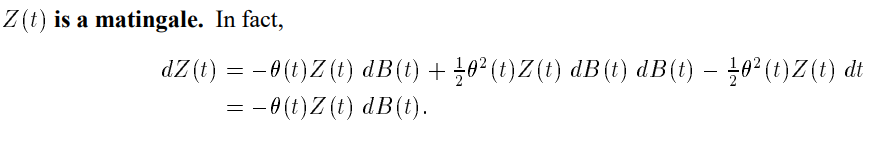 Z(t) is a matingale. In fact,
dZ(t) = −θ(t)Z(t) dB(t) + ½θ²(t)Z(t) dB(t) dB(t) − ½θ²(t)Z(t) dt
= −θ(t)Z(t) dB(t).